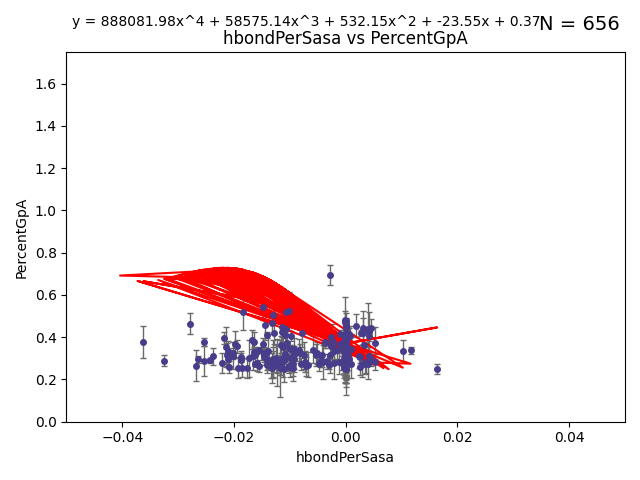 y = 888081.98x^4 + 58575.14x^3 + 532.15x^2 + -23.55x + 0.37
N = 656
hbondPerSasa vs PercentGpA
PercentGpA
1.6
1.4
1.2
1.0
0.8
0.6
0.4
0.2
0.0
−0.04 −0.02 0.00 0.02 0.04
hbondPerSasa